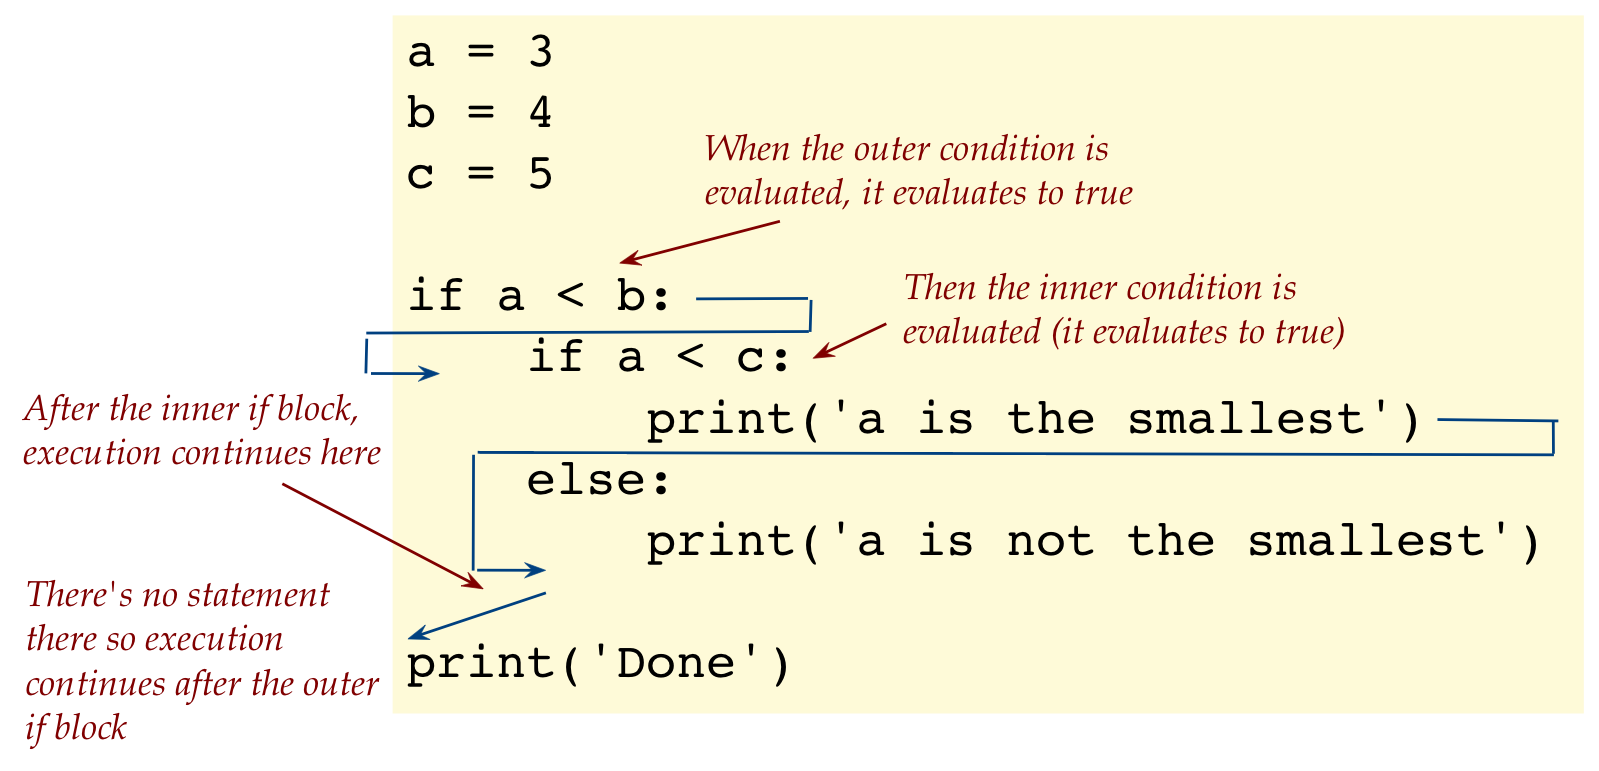 a = 3
b = 4
c = 5
When the outer condition is
evaluated, it evaluates to true
if a < b:
Then the inner condition is
evaluated (it evaluates to true)
if a < c:
print('a is the smallest')
After the inner if block,
execution continues here
else:
print('a is not the smallest')
There's no statement
there so execution
continues after the outer
if block
print('Done')